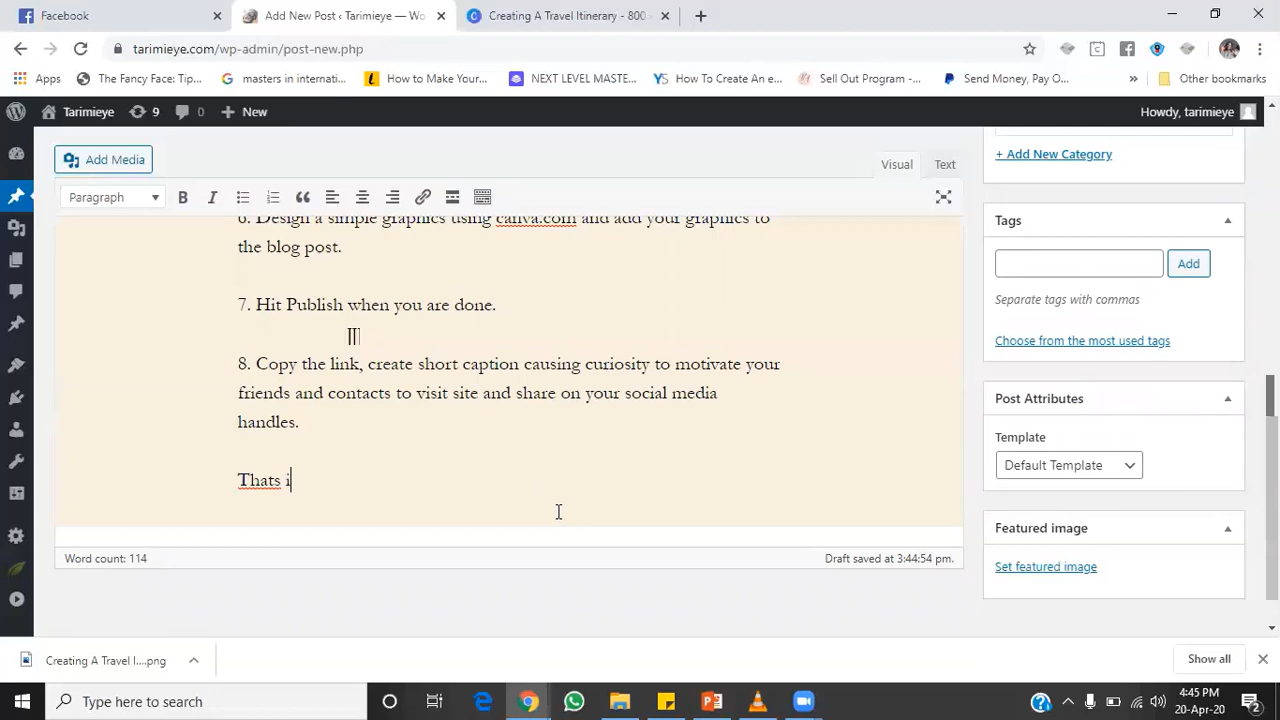 Facebook
Add New Post ‹ Tarimieye — Wo
Creating A Travel Itinerary - 800
tarimieye.com/wp-admin/post-new.php
Apps
The Fancy Face: Tip...
masters in internati...
How to Make Your...
NEXT LEVEL MASTE...
How To Create An e...
Sell Out Program -...
Send Money, Pay O...
Other bookmarks
Tarimieye
9
0
New
Howdy, tarimieye
Add Media
Visual
Text
Paragraph
6. Design a simple graphics using canva.com and add your graphics to
the blog post.
7. Hit Publish when you are done.
8. Copy the link, create short caption causing curiosity to motivate your
friends and contacts to visit site and share on your social media
handles.
Thats i
Word count: 114
Draft saved at 3:44:54 pm.
+ Add New Category
Tags
Add
Separate tags with commas
Choose from the most used tags
Post Attributes
Template
Default Template
Featured image
Set featured image
Creating A Travel I....png
Show all
Type here to search
4:45 PM
20-Apr-20
2